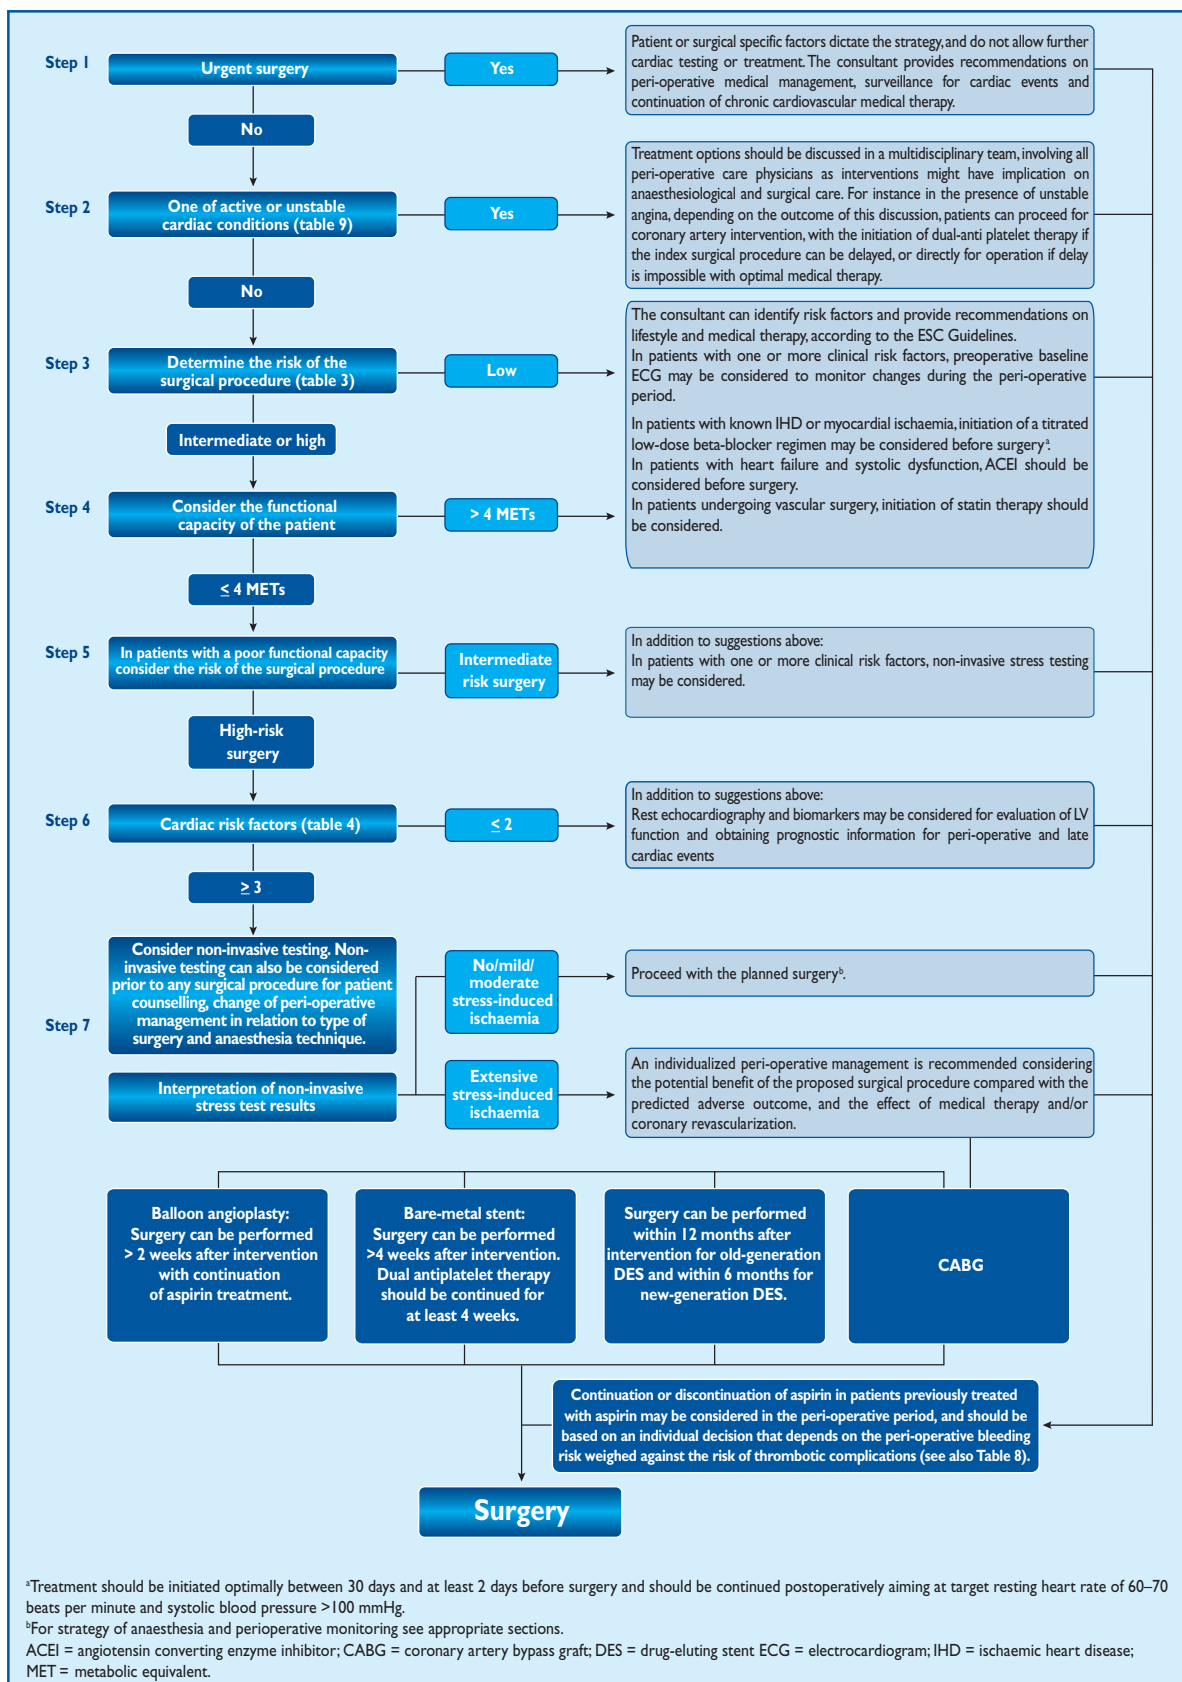 Step 1
Urgent surgery
Yes
Patient or surgical specific factors dictate the strategy, and do not allow further
cardiac testing or treatment. The consultant provides recommendations on
peri-operative medical management, surveillance for cardiac events and
continuation of chronic cardiovascular medical therapy.
No
Step 2
One of active or unstable
cardiac conditions (table 9)
Yes
Treatment options should be discussed in a multidisciplinary team, involving all
peri-operative care physicians as interventions might have implication on
anaesthesiological and surgical care. For instance in the presence of unstable
angina, depending on the outcome of this discussion, patients can proceed for
coronary artery intervention, with the initiation of dual-anti platelet therapy if
the index surgical procedure can be delayed, or directly for operation if delay
is impossible with optimal medical therapy.
No
Step 3
Determine the risk of the
surgical procedure (table 3)
Low
The consultant can identify risk factors and provide recommendations on
lifestyle and medical therapy, according to the ESC Guidelines.
In patients with one or more clinical risk factors, preoperative baseline
ECG may be considered to monitor changes during the peri-operative
period.
In patients with known IHD or myocardial ischaemia, initiation of a titrated
low-dose beta-blocker regimen may be considered before surgeryª.
In patients with heart failure and systolic dysfunction, ACEI should be
considered before surgery.
In patients undergoing vascular surgery, initiation of statin therapy should
be considered.
Intermediate or high
Step 4
Consider the functional
capacity of the patient
> 4 METs
≤ 4 METs
Step 5
In patients with a poor functional capacity
consider the risk of the surgical procedure
Intermediate
risk surgery
In addition to suggestions above:
In patients with one or more clinical risk factors, non-invasive stress testing
may be considered.
High-risk
surgery
Step 6
Cardiac risk factors (table 4)
≤ 2
In addition to suggestions above:
Rest echocardiography and biomarkers may be considered for evaluation of LV
function and obtaining prognostic information for peri-operative and late
cardiac events
≥ 3
Step 7
Consider non-invasive testing. Non-
invasive testing can also be considered
prior to any surgical procedure for patient
counselling, change of peri-operative
management in relation to type of
surgery and anaesthesia technique.
No/mild/
moderate
stress-induced
ischaemia
Proceed with the planned surgeryᵇ.
Interpretation of non-invasive
stress test results
Extensive
stress-induced
ischaemia
An individualized peri-operative management is recommended considering
the potential benefit of the proposed surgical procedure compared with the
predicted adverse outcome, and the effect of medical therapy and/or
coronary revascularization.
Balloon angioplasty:
Surgery can be performed
> 2 weeks after intervention
with continuation
of aspirin treatment.
Bare-metal stent:
Surgery can be performed
>4 weeks after intervention.
Dual antiplatelet therapy
should be continued for
at least 4 weeks.
Surgery can be performed
within 12 months after
intervention for old-generation
DES and within 6 months for
new-generation DES.
CABG
Continuation or discontinuation of aspirin in patients previously treated
with aspirin may be considered in the peri-operative period, and should be
based on an individual decision that depends on the peri-operative bleeding
risk weighed against the risk of thrombotic complications (see also Table 8).
Surgery
ªTreatment should be initiated optimally between 30 days and at least 2 days before surgery and should be continued postoperatively aiming at target resting heart rate of 60–70
beats per minute and systolic blood pressure >100 mmHg.
ᵇFor strategy of anaesthesia and perioperative monitoring see appropriate sections.
ACEI = angiotensin converting enzyme inhibitor; CABG = coronary artery bypass graft; DES = drug-eluting stent ECG = electrocardiogram; IHD = ischaemic heart disease;
MET = metabolic equivalent.